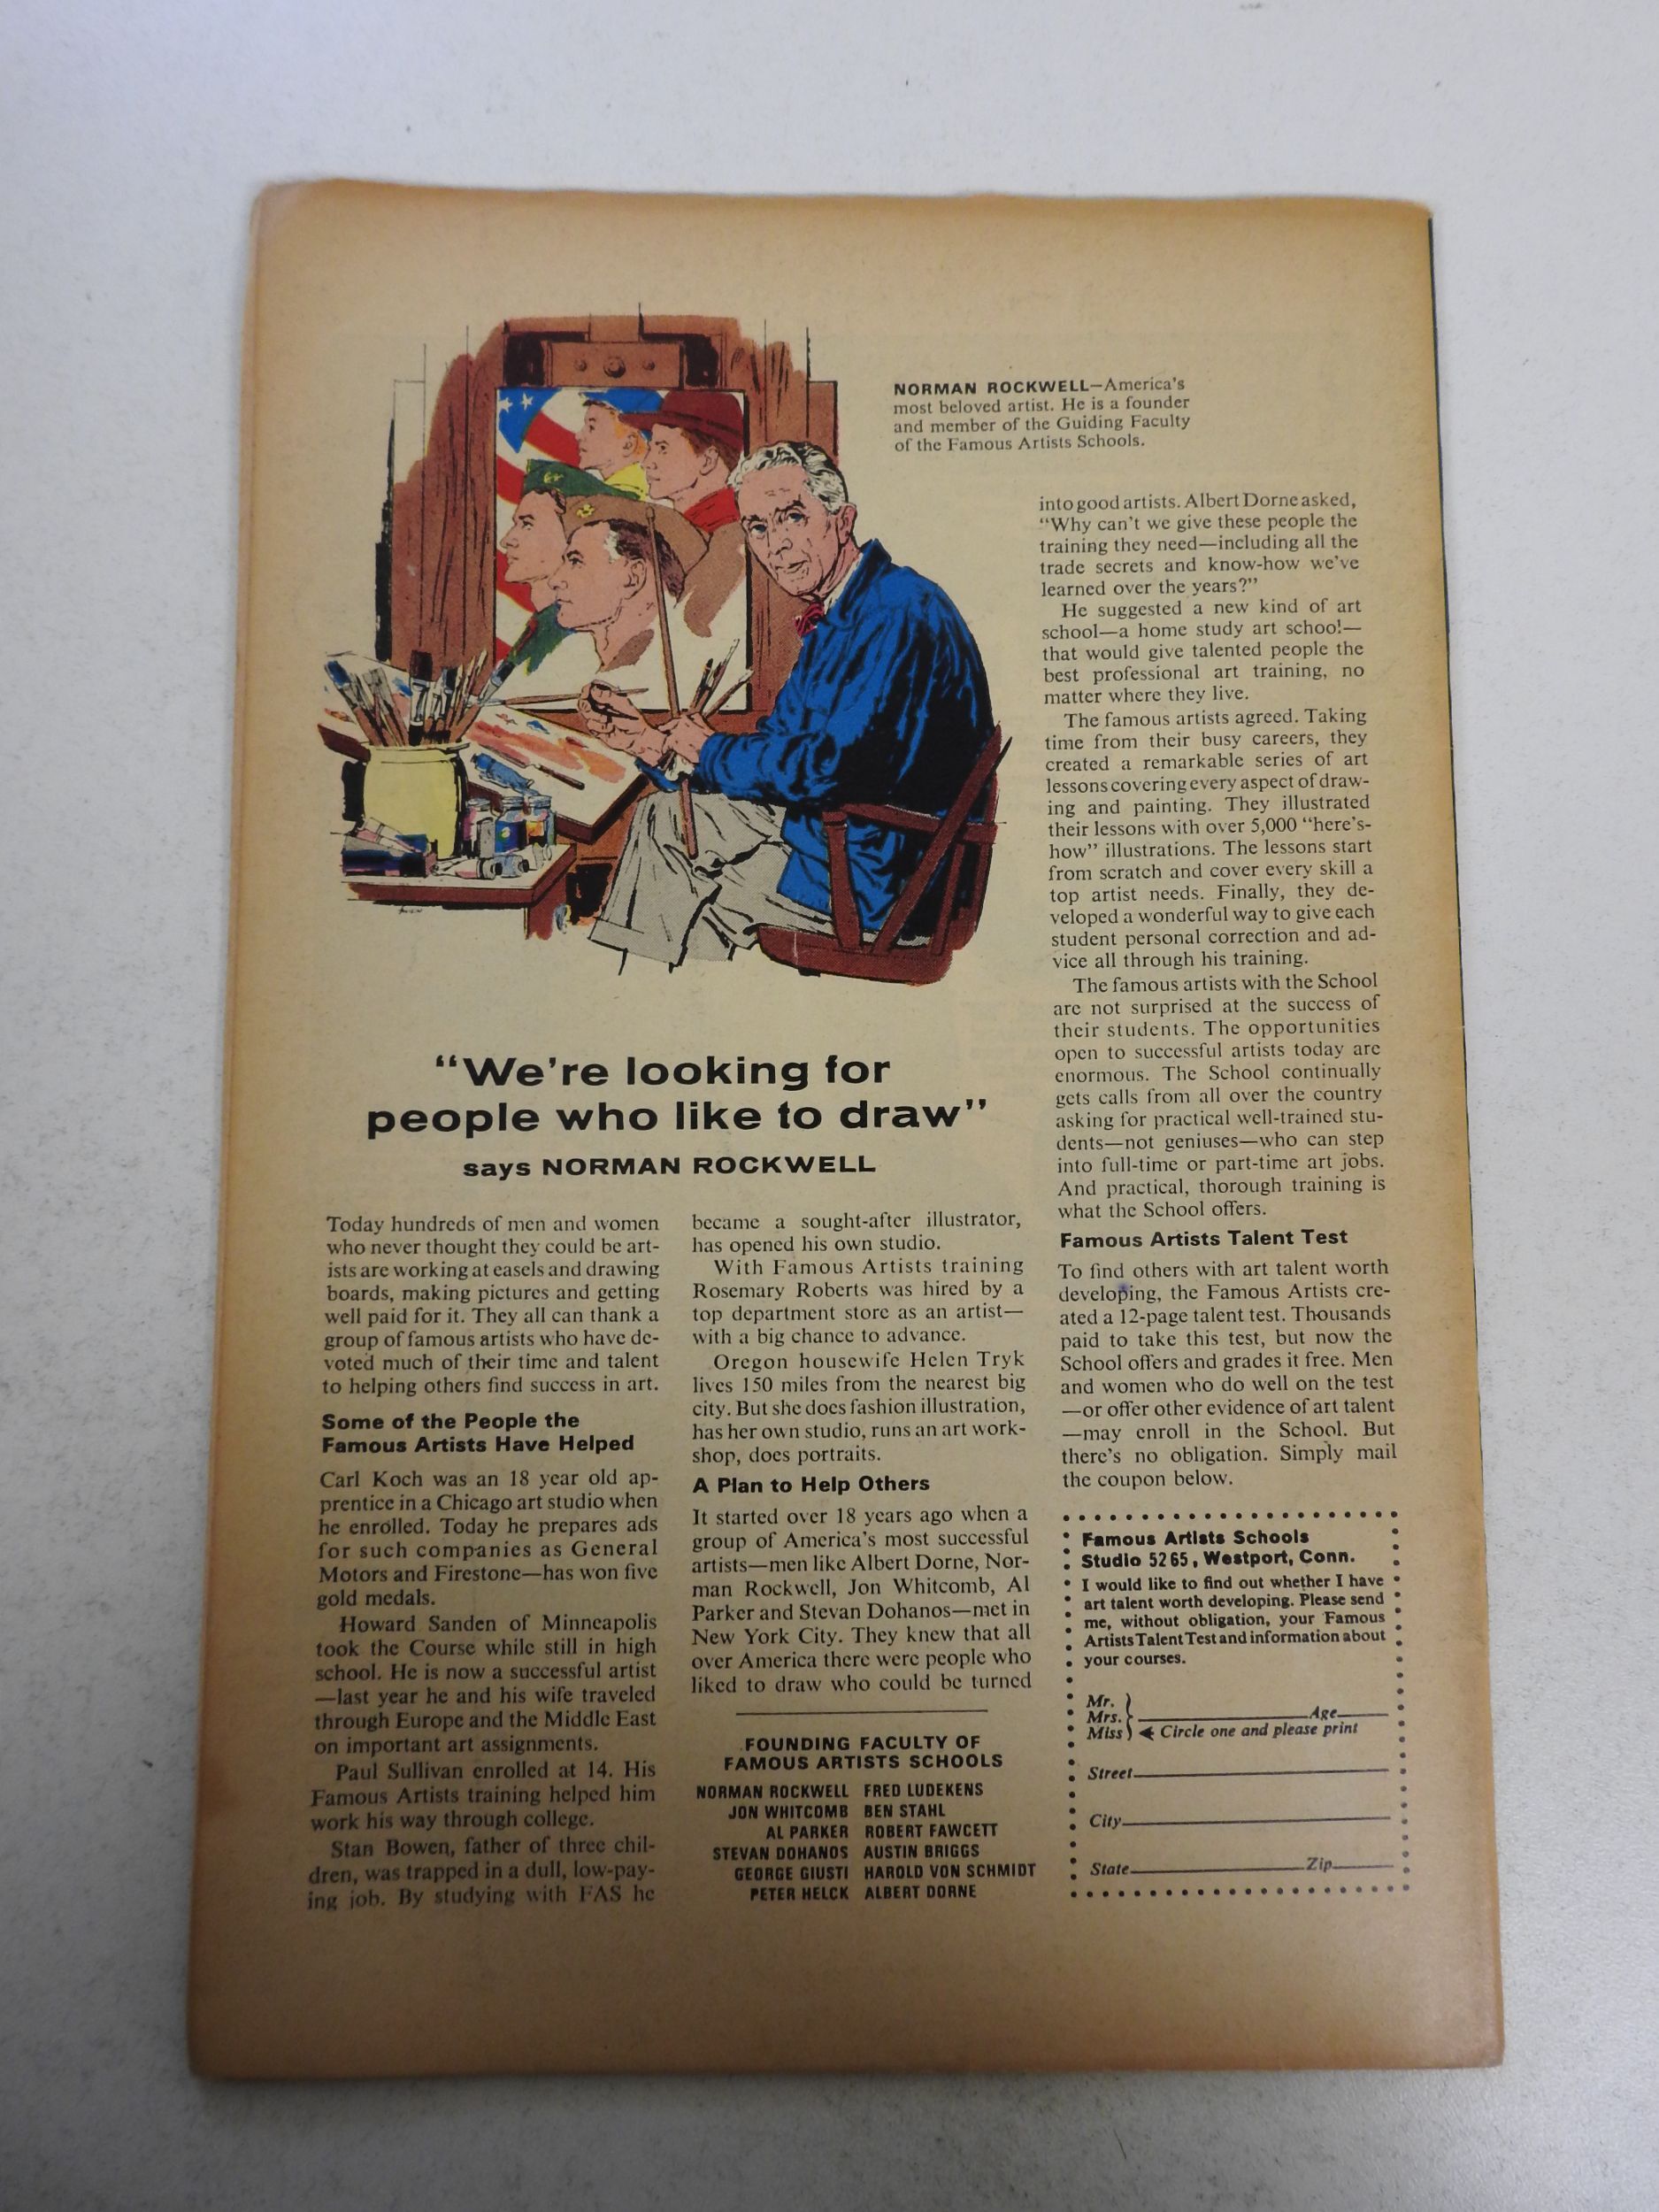 NORMAN ROCKWELL—America's
most beloved artist. He is a founder
and member of the Guiding Faculty
of the Famous Artists Schools.
"We're looking for
people who like to draw"
says NORMAN ROCKWELL
Today hundreds of men and women
who never thought they could be art-
ists are working at easels and drawing
boards, making pictures and getting
well paid for it. They all can thank a
group of famous artists who have de-
voted much of their time and talent
to helping others find success in art.
Some of the People the
Famous Artists Have Helped
Carl Koch was an 18 year old ap-
prentice in a Chicago art studio when
he enrolled. Today he prepares ads
for such companies as General
Motors and Firestone—has won five
gold medals.
Howard Sanden of Minneapolis
took the Course while still in high
school. He is now a successful artist
—last year he and his wife traveled
through Europe and the Middle East
on important art assignments.
Paul Sullivan enrolled at 14. His
Famous Artists training helped him
work his way through college.
Stan Bowen, father of three chil-
dren, was trapped in a dull, low-pay-
ing job. By studying with FAS he
became a sought-after illustrator,
has opened his own studio.
With Famous Artists training
Rosemary Roberts was hired by a
top department store as an artist—
with a big chance to advance.
Oregon housewife Helen Tryk
lives 150 miles from the nearest big
city. But she does fashion illustration,
has her own studio, runs an art work-
shop, does portraits.
A Plan to Help Others
It started over 18 years ago when a
group of America's most successful
artists—men like Albert Dorne, Nor-
man Rockwell, Jon Whitcomb, Al
Parker and Stevan Dohanos—met in
New York City. They knew that all
over America there were people who
liked to draw who could be turned
into good artists. Albert Dorne asked,
"Why can't we give these people the
training they need—including all the
trade secrets and know-how we've
learned over the years?"
He suggested a new kind of art
school—a home study art school—
that would give talented people the
best professional art training, no
matter where they live.
The famous artists agreed. Taking
time from their busy careers, they
created a remarkable series of art
lessons covering every aspect of draw-
ing and painting. They illustrated
their lessons with over 5,000 "here's-
how" illustrations. The lessons start
from scratch and cover every skill a
top artist needs. Finally, they de-
veloped a wonderful way to give each
student personal correction and ad-
vice all through his training.
The famous artists with the School
are not surprised at the success of
their students. The opportunities
open to successful artists today are
enormous. The School continually
gets calls from all over the country
asking for practical well-trained stu-
dents—not geniuses—who can step
into full-time or part-time art jobs.
And practical, thorough training is
what the School offers.
Famous Artists Talent Test
To find others with art talent worth
developing, the Famous Artists cre-
ated a 12-page talent test. Thousands
paid to take this test, but now the
School offers and grades it free. Men
and women who do well on the test
—or offer other evidence of art talent
—may enroll in the School. But
there's no obligation. Simply mail
the coupon below.
FOUNDING FACULTY OF
FAMOUS ARTISTS SCHOOLS
NORMAN ROCKWELL FRED LUDEKENS
JON WHITCOMB BEN STAHL
AL PARKER ROBERT FAWCETT
STEVAN DOHANOS AUSTIN BRIGGS
GEORGE GIUSTI HAROLD VON SCHMIDT
PETER HELCK ALBERT DORNE
Famous Artists Schools
Studio 5265, Westport, Conn.
I would like to find out whether I have
art talent worth developing. Please send
me, without obligation, your Famous
Artists Talent Test and information about
your courses.
Mr.
Mrs. Age
Miss Circle one and please print
Street
City
State Zip